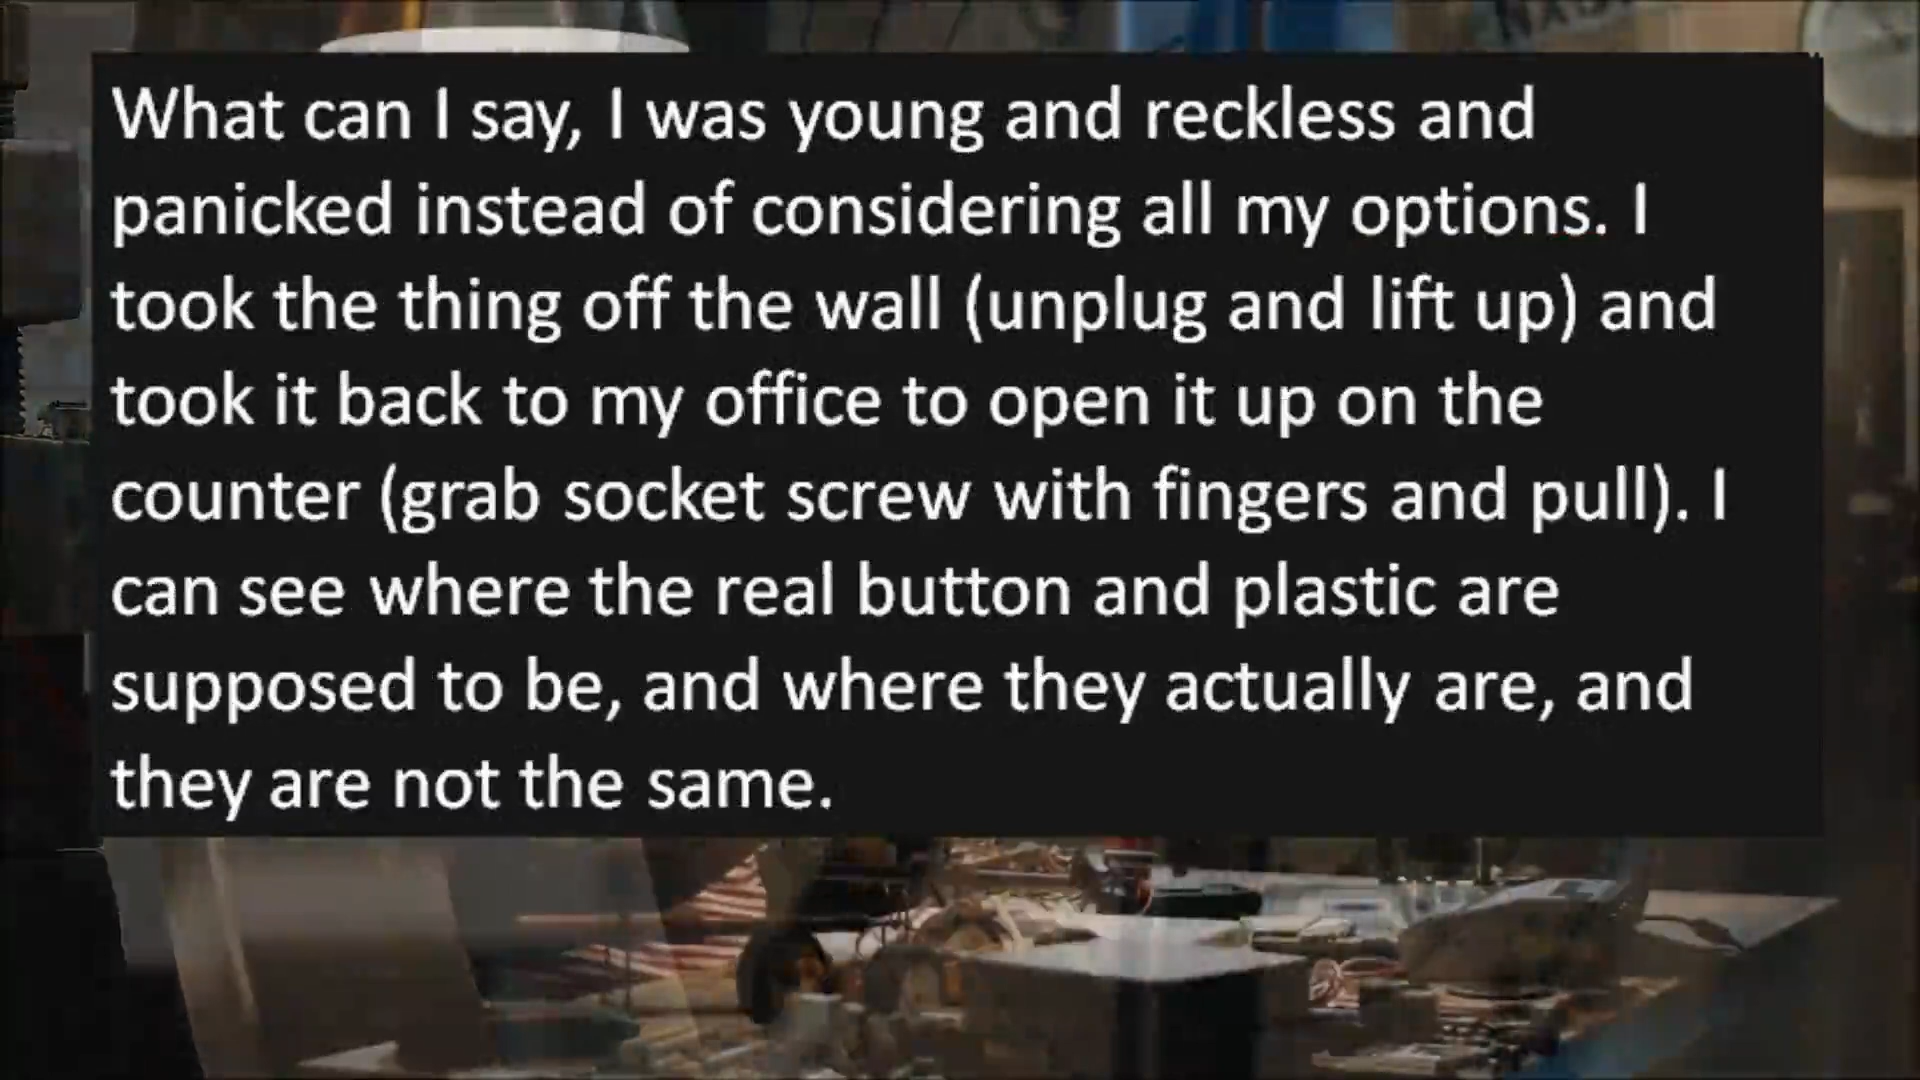 What can I say, I was young and reckless and
panicked instead of considering all my options. I
took the thing off the wall (unplug and lift up) and
took it back to my office to open it up on the
counter (grab socket screw with fingers and pull). I
can see where the real button and plastic are
supposed to be, and where they actually are, and
they are not the same.